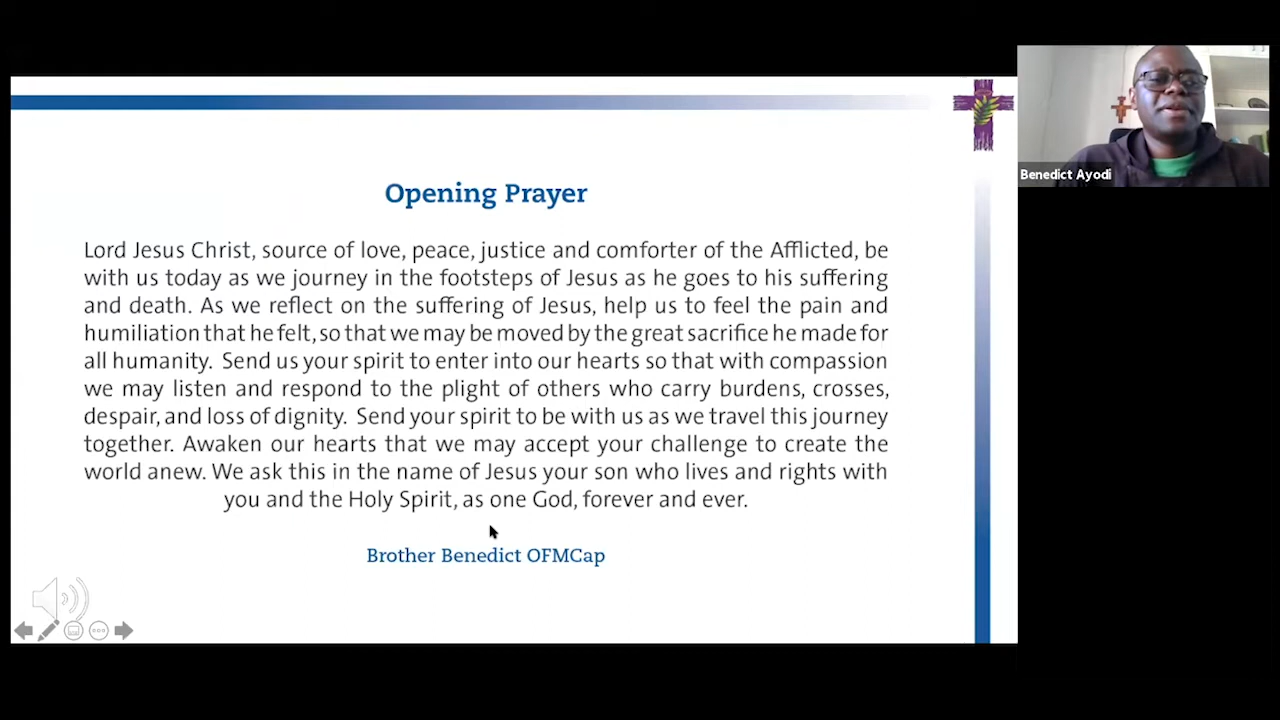 Opening Prayer
Lord Jesus Christ, source of love, peace, justice and comforter of the Afflicted, be
with us today as we journey in the footsteps of Jesus as he goes to his suffering
and death. As we reflect on the suffering of Jesus, help us to feel the pain and
humiliation that he felt, so that we may be moved by the great sacrifice he made for
all humanity. Send us your spirit to enter into our hearts so that with compassion
we may listen and respond to the plight of others who carry burdens, crosses,
despair, and loss of dignity. Send your spirit to be with us as we travel this journey
together. Awaken our hearts that we may accept your challenge to create the
world anew. We ask this in the name of Jesus your son who lives and rights with
you and the Holy Spirit, as one God, forever and ever.
Brother Benedict OFMCap
Benedict Ayodi